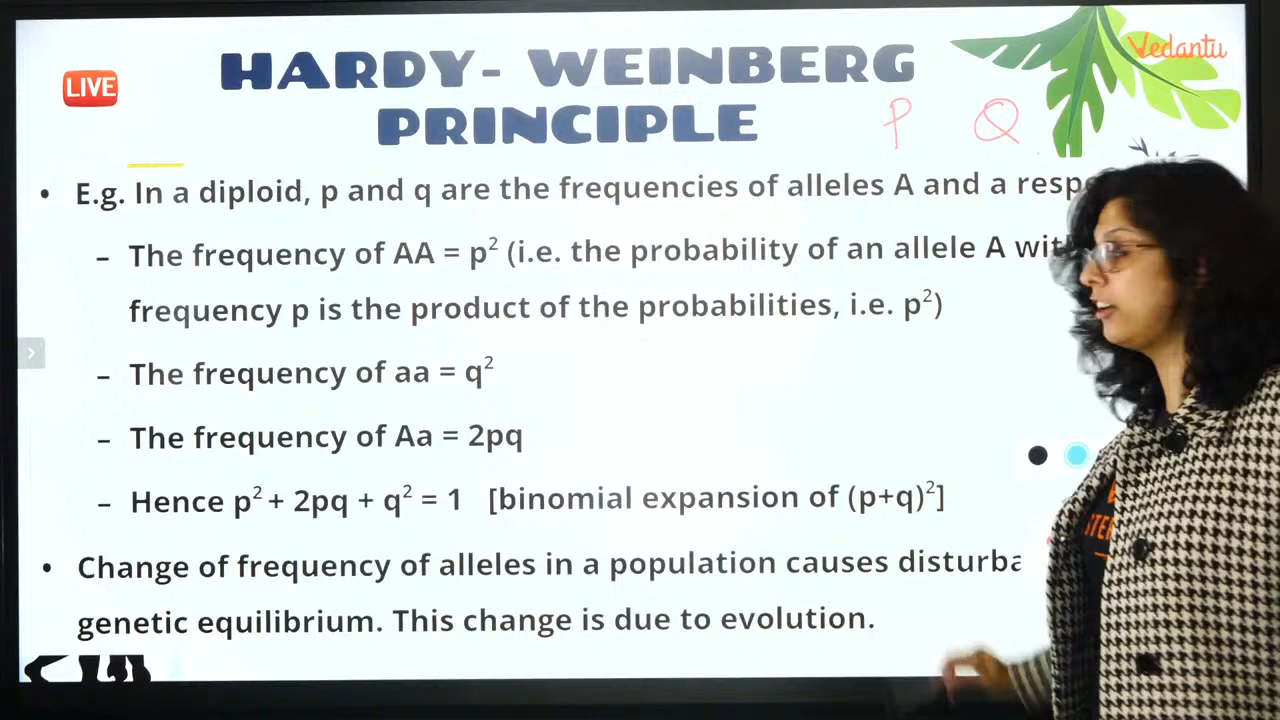 Vedantu
LIVE
HARDY- WEINBERG
PRINCIPLE
P Q
• E.g. In a diploid, p and q are the frequencies of alleles A and a
– The frequency of AA = p² (i.e. the probability of an allele A
frequency p is the product of the probabilities, i.e. p²)
– The frequency of aa = q²
– The frequency of Aa = 2pq
– Hence p² + 2pq + q² = 1 [binomial expansion of (p+q)²]
• Change of frequency of alleles in a population causes
genetic equilibrium. This change is due to evolution.